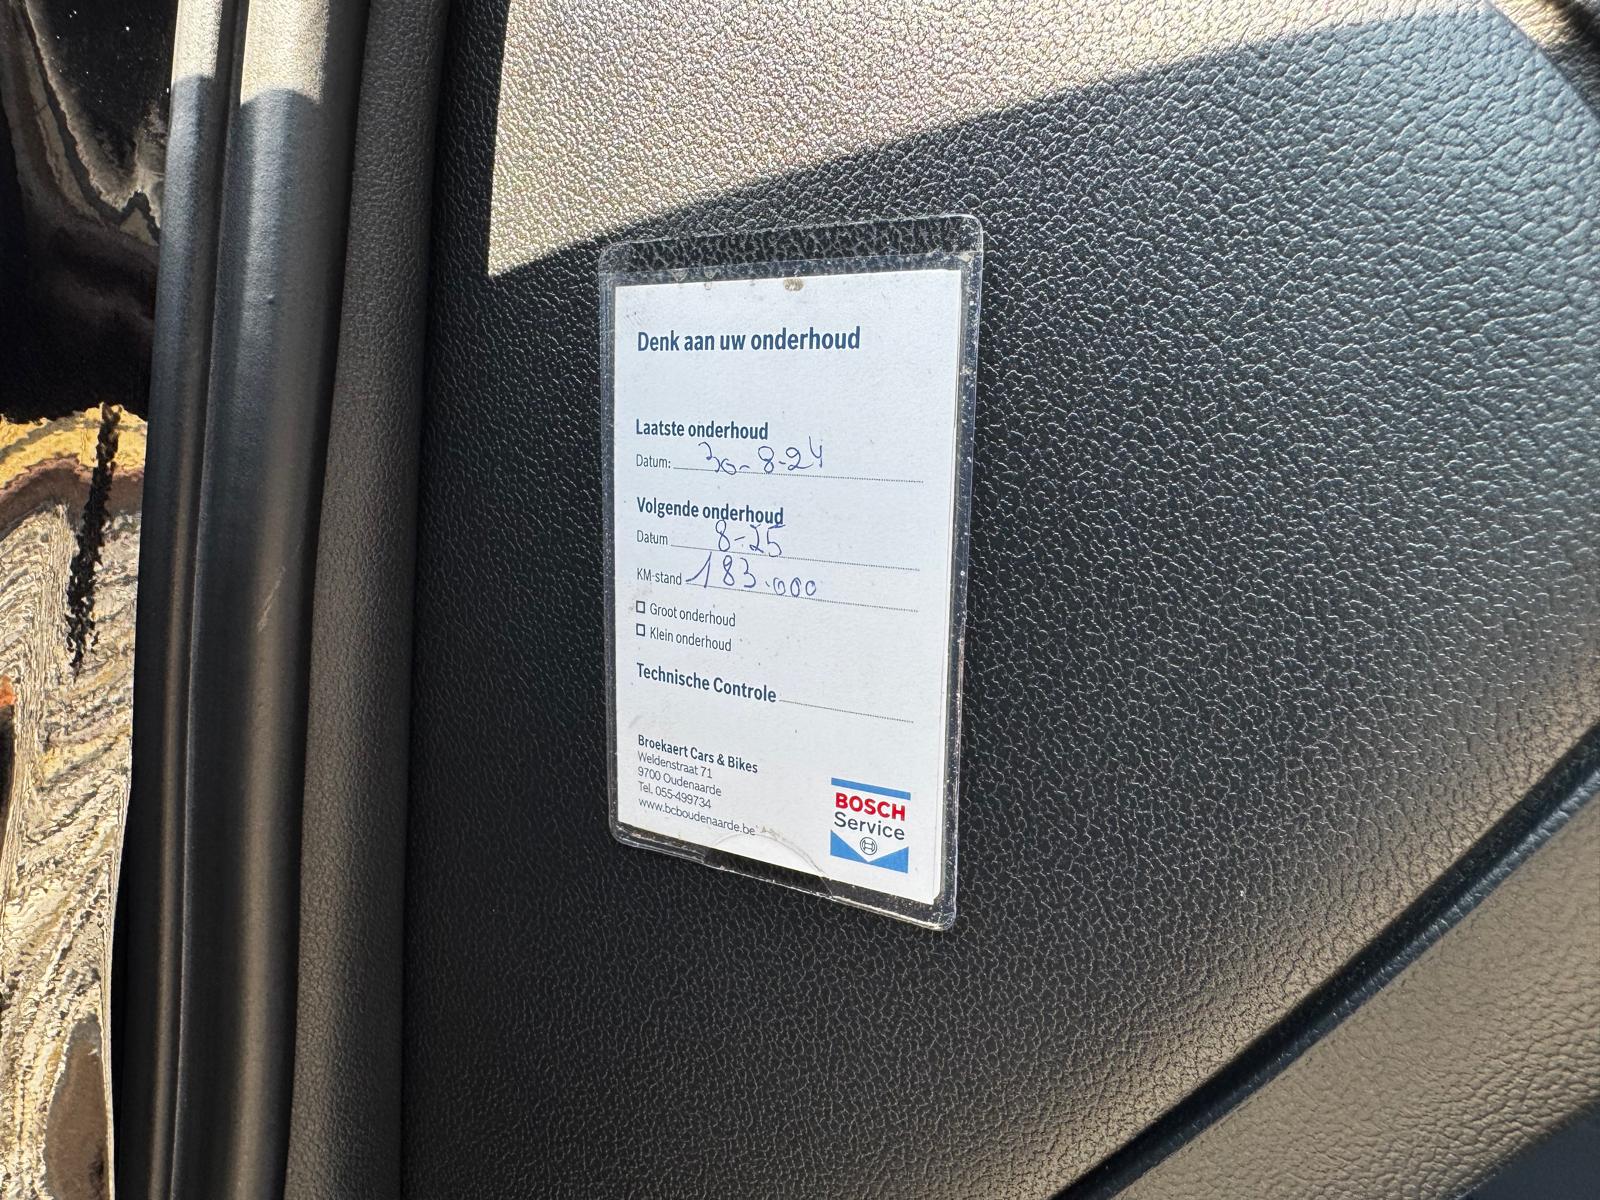 Denk aan uw onderhoud
Laatste onderhoud
Datum: 30-8-24
Volgende onderhoud
Datum 8-25
KM-stand 183.000
Groot onderhoud
Klein onderhoud
Technische Controle
Broekaert Cars & Bikes
Weldenstraat 71
9700 Oudenaarde
Tel. 055-499734
www.bcboudenaarde.be
BOSCH
Service